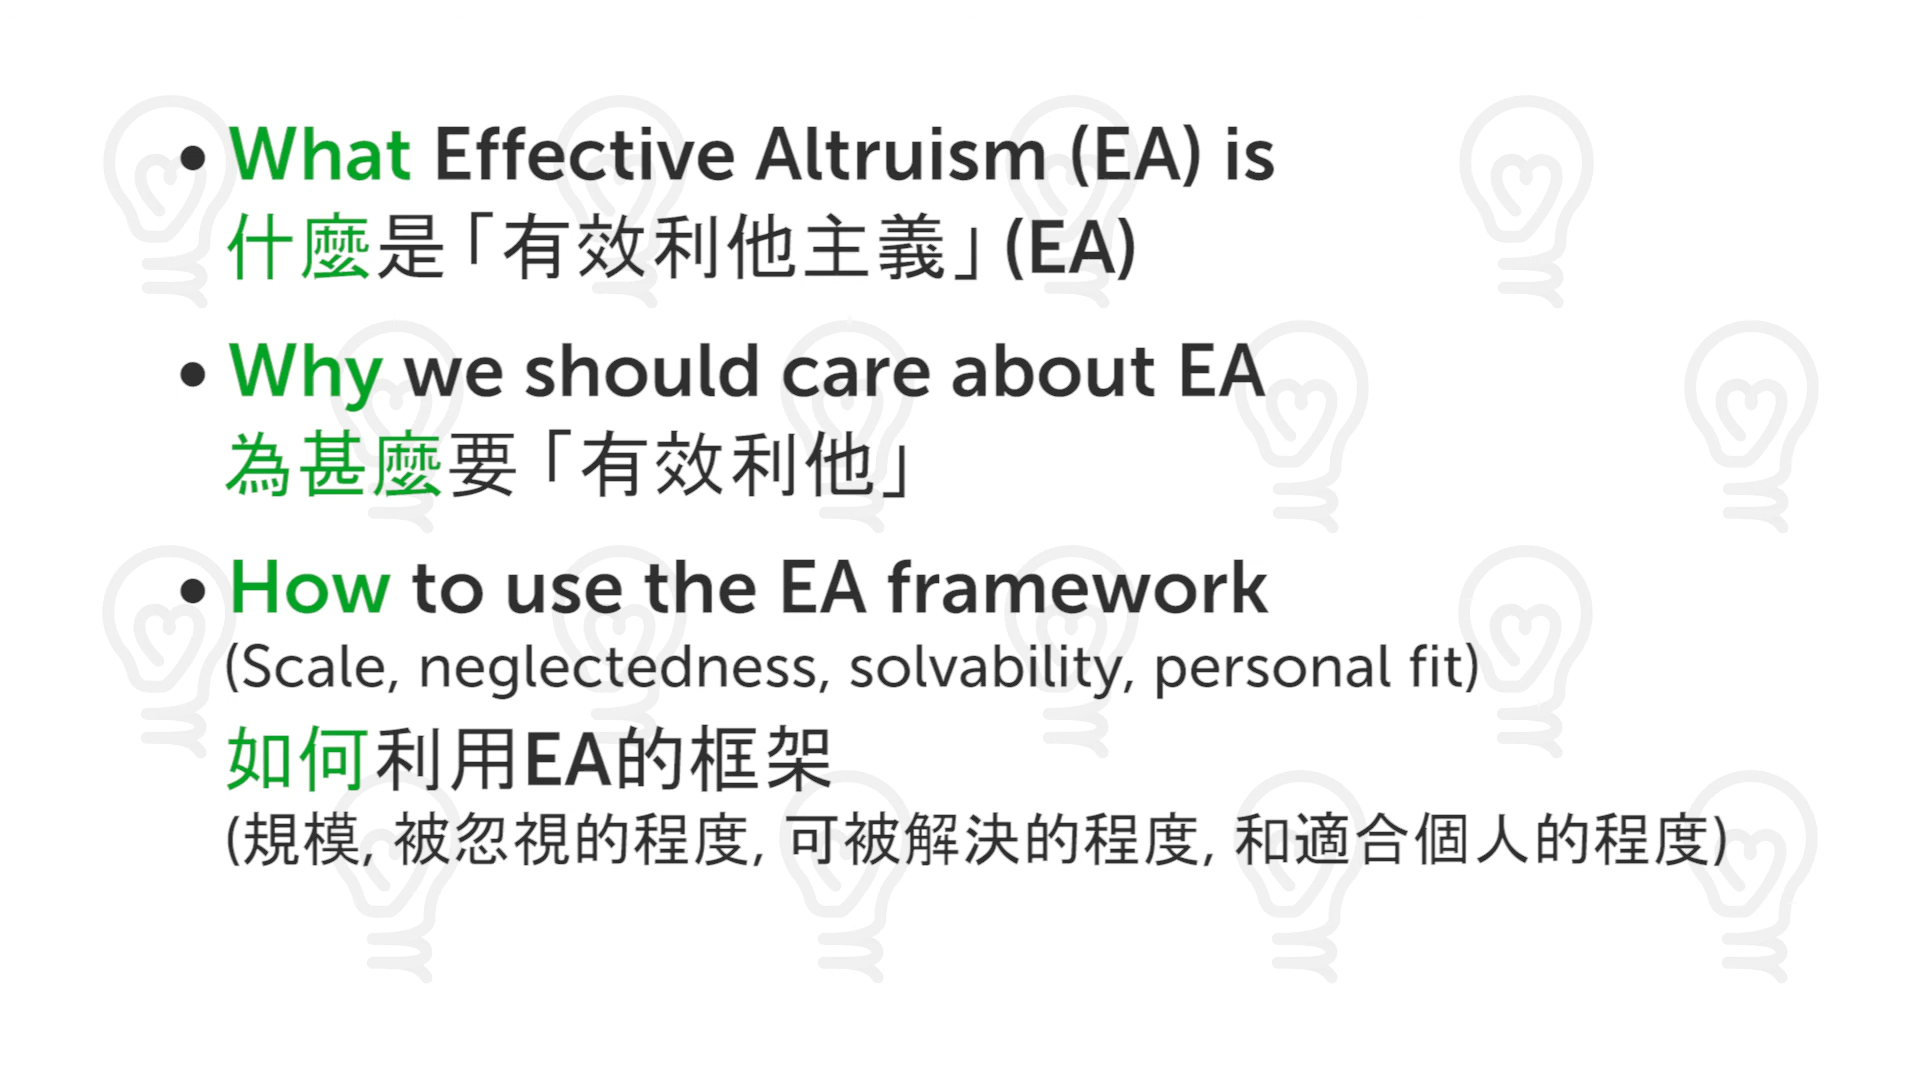 • What Effective Altruism (EA) is
什麼是「有效利他主義」(EA)
• Why we should care about EA
為甚麼要「有效利他」
• How to use the EA framework
(Scale, neglectedness, solvability, personal fit)
如何利用EA的框架
(規模, 被忽視的程度, 可被解決的程度, 和適合個人的程度)